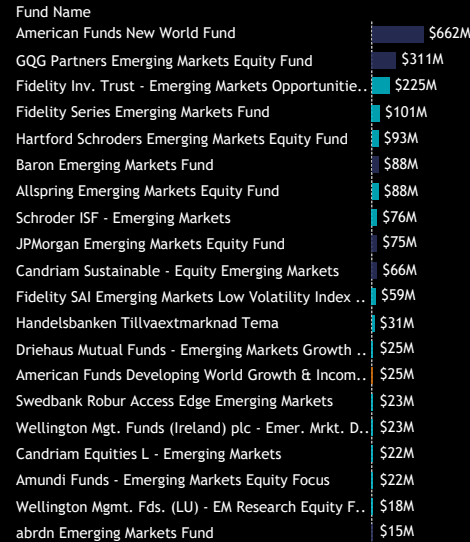 Fund Name
American Funds New World Fund $662M
GQG Partners Emerging Markets Equity Fund $311M
Fidelity Inv. Trust - Emerging Markets Opportunitie.. $225M
Fidelity Series Emerging Markets Fund $101M
Hartford Schroders Emerging Markets Equity Fund $93M
Baron Emerging Markets Fund $88M
Allspring Emerging Markets Equity Fund $88M
Schroder ISF - Emerging Markets $76M
JPMorgan Emerging Markets Equity Fund $75M
Candriam Sustainable - Equity Emerging Markets $66M
Fidelity SAI Emerging Markets Low Volatility Index .. $59M
Handelsbanken Tillvaextmarknad Tema $31M
Driehaus Mutual Funds - Emerging Markets Growth .. $25M
American Funds Developing World Growth & Incom.. $25M
Swedbank Robur Access Edge Emerging Markets $23M
Wellington Mgt. Funds (Ireland) plc - Emer. Mrkt. D.. $23M
Candriam Equities L - Emerging Markets $22M
Amundi Funds - Emerging Markets Equity Focus $22M
Wellington Mgmt. Fds. (LU) - EM Research Equity F.. $18M
abrdn Emerging Markets Fund $15M